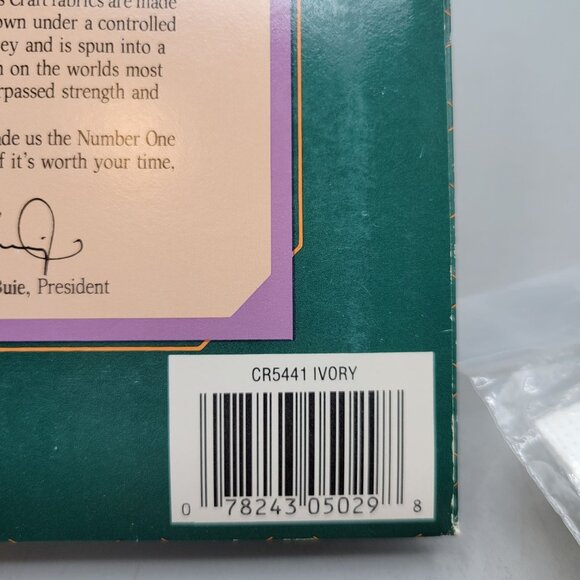 Craft fabrics are made
own under a controlled
ey and is spun into a
n on the worlds most
rpassed strength and
ade us the Number One
f it's worth your time.
Buie, President
CR5441 IVORY
0 78243 05029 8